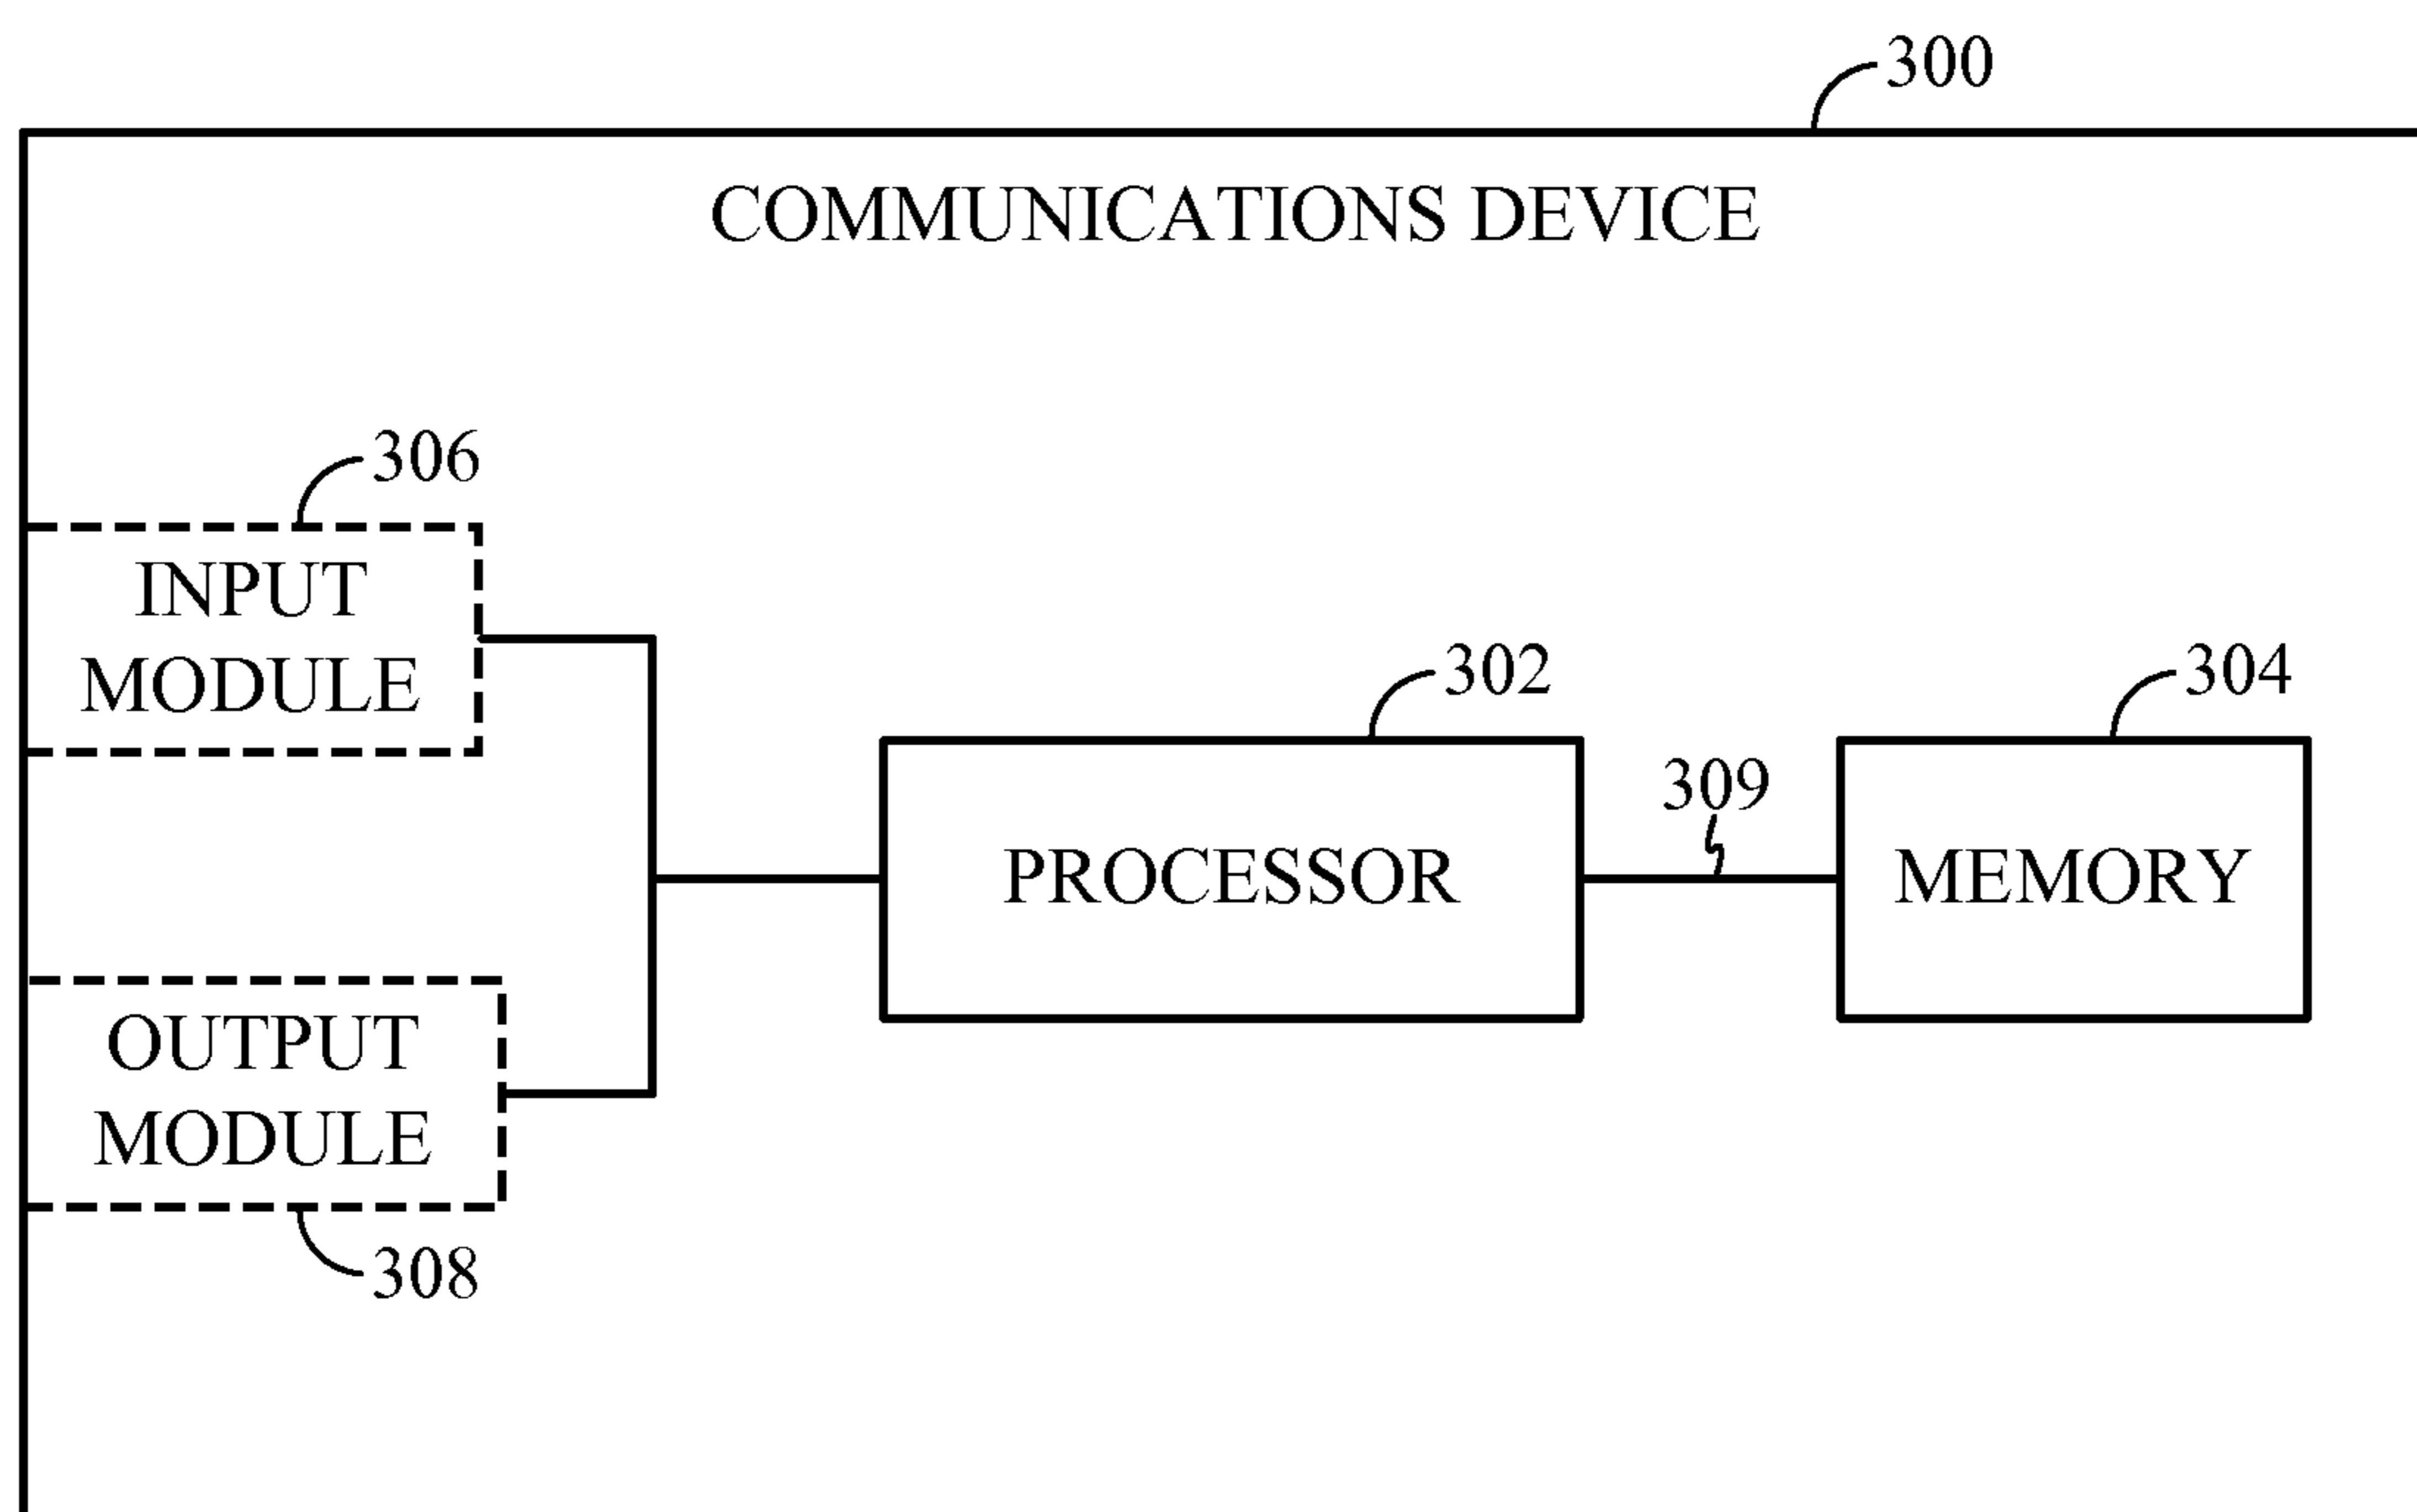 300
COMMUNICATIONS DEVICE
306
INPUT
MODULE
302
304
309
PROCESSOR
MEMORY
OUTPUT
MODULE
308